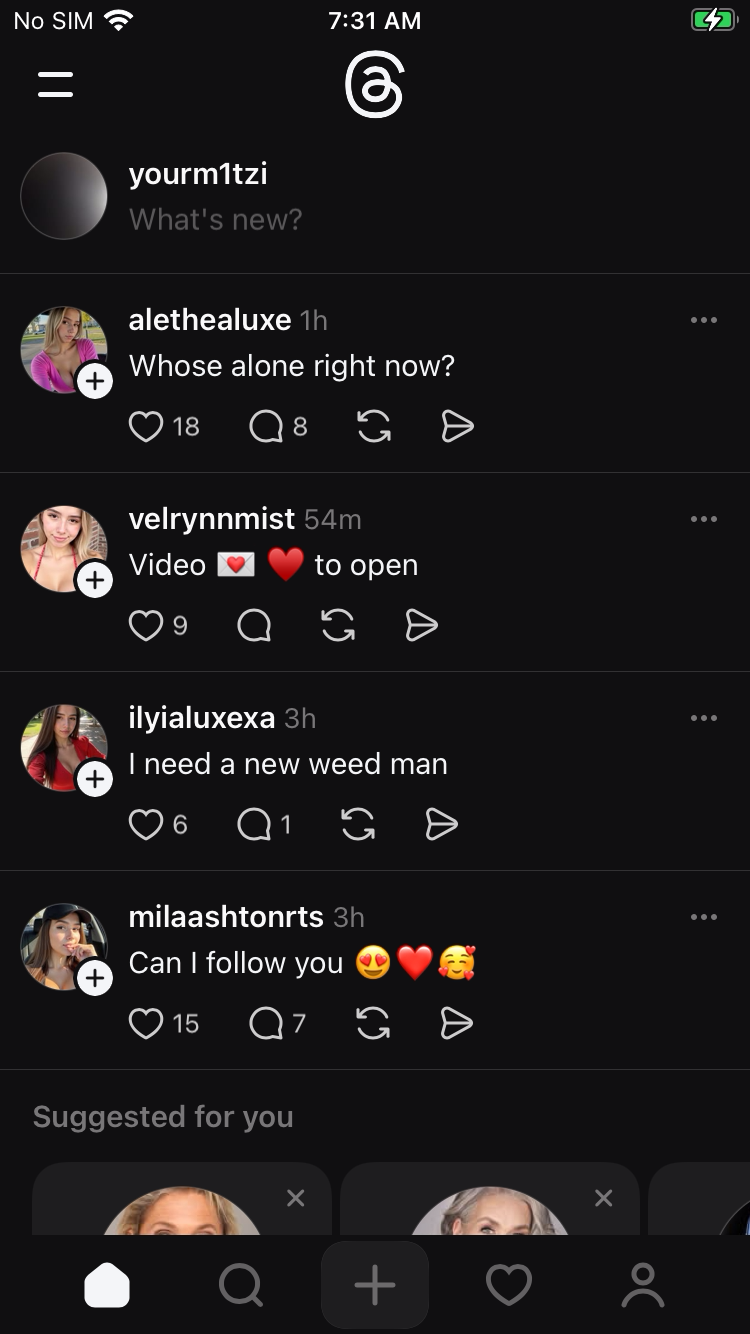 No SIM 7:31 AM
yourm1tzi
What's new?
alethealuxe 1h
Whose alone right now?
18 8
velrynnmist 54m
Video 💌 ♥️ to open
9
ilyialuxexa 3h
I need a new weed man
6 1
milaashtonrts 3h
Can I follow you 😍❤️🥰
15 7
Suggested for you